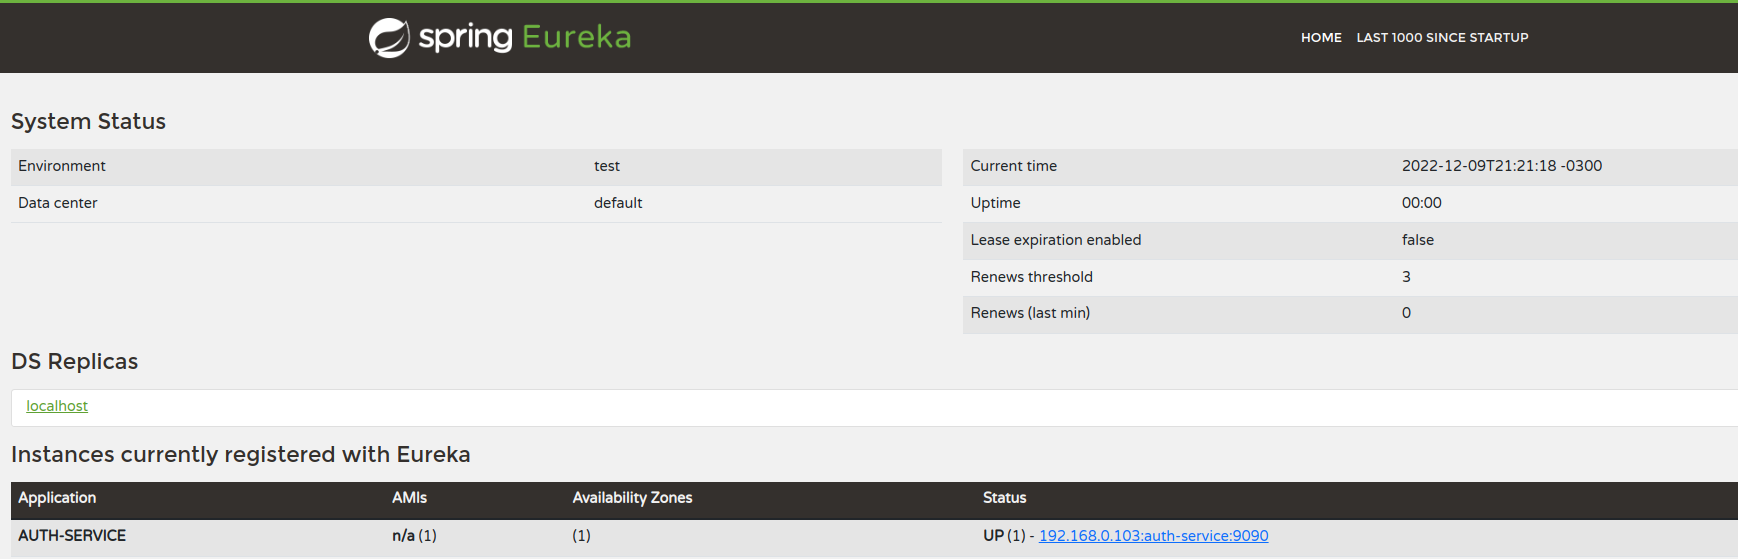 spring Eureka
HOME LAST 1000 SINCE STARTUP
System Status
Environment test
Data center default
Current time 2022-12-09T21:21:18 -0300
Uptime 00:00
Lease expiration enabled false
Renews threshold 3
Renews (last min) 0
DS Replicas
localhost
Instances currently registered with Eureka
Application AMIs Availability Zones Status
AUTH-SERVICE n/a (1) (1) UP (1) - 192.168.0.103:auth-service:9090